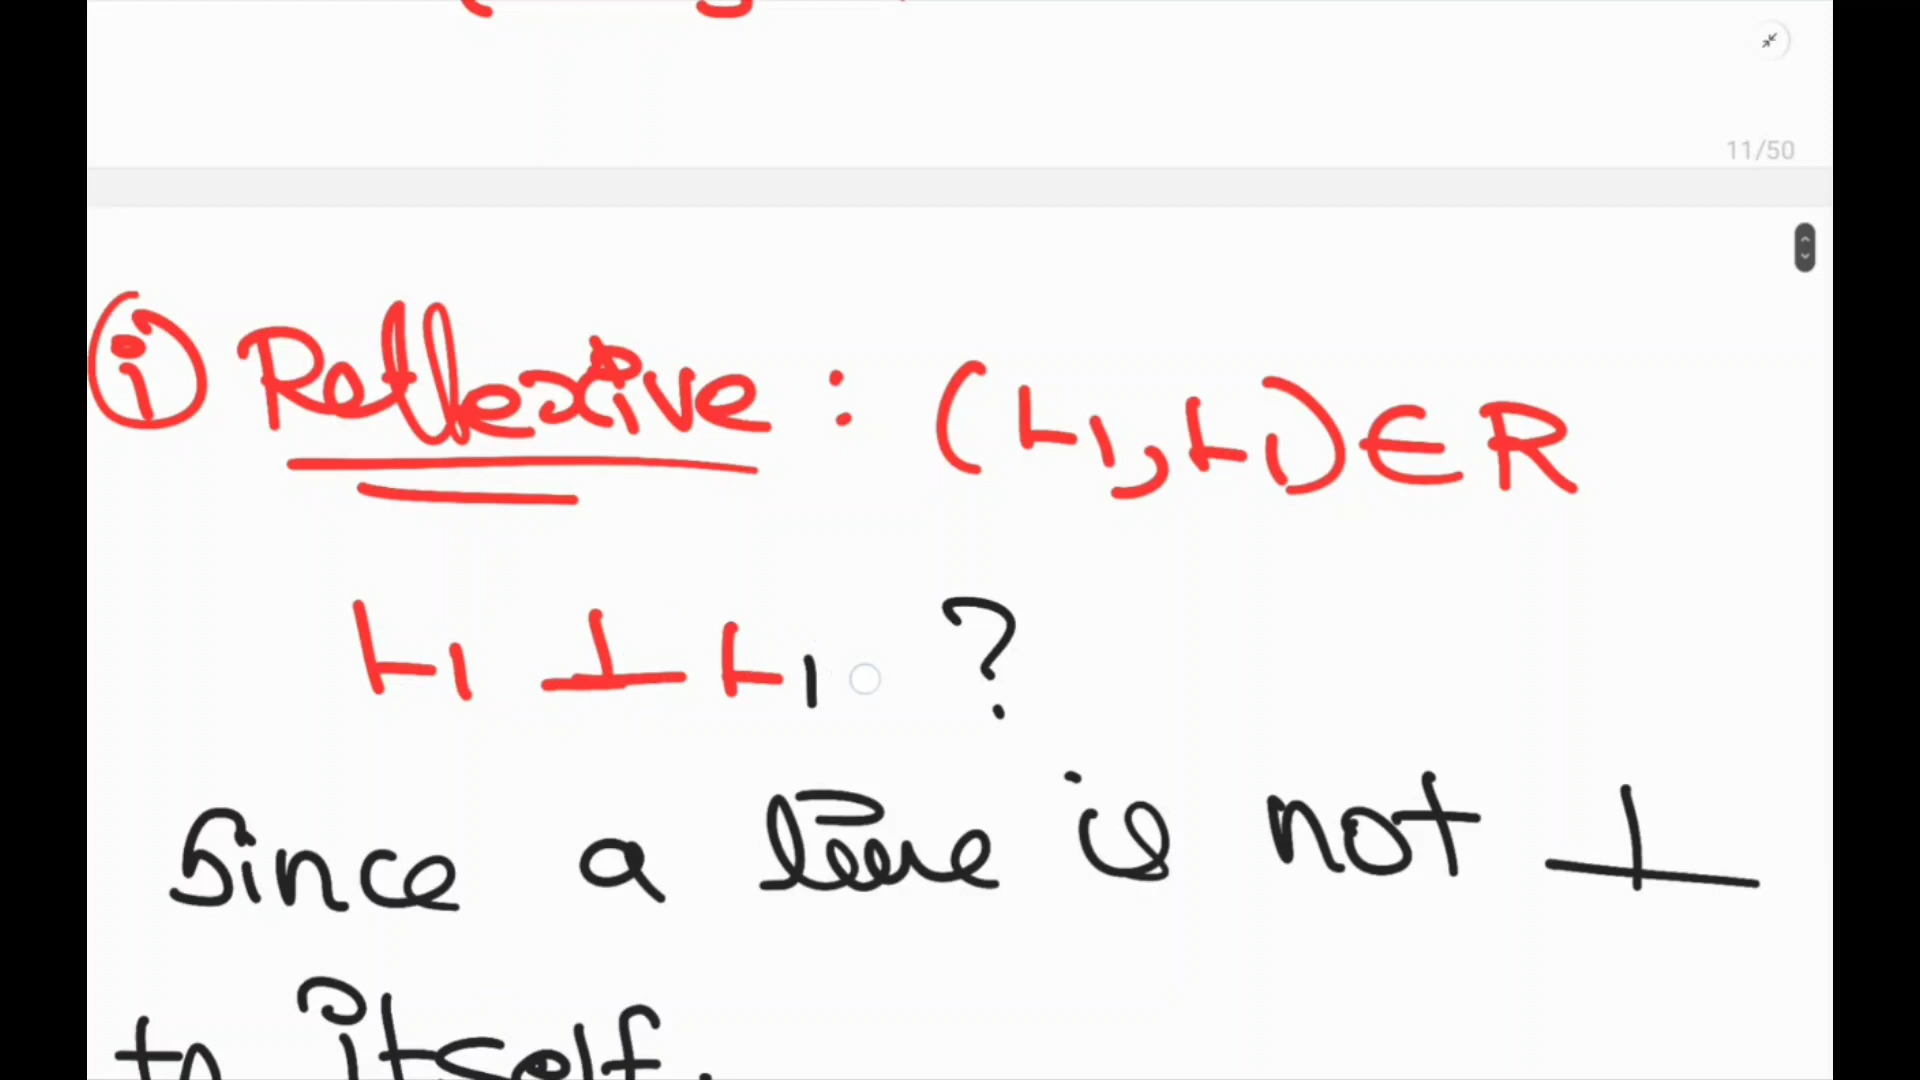 11/50
(i) Reflexive : (L1, L1) ∈ R
L1 ⊥ L1 ?
Since a line is not ⊥
to itself.